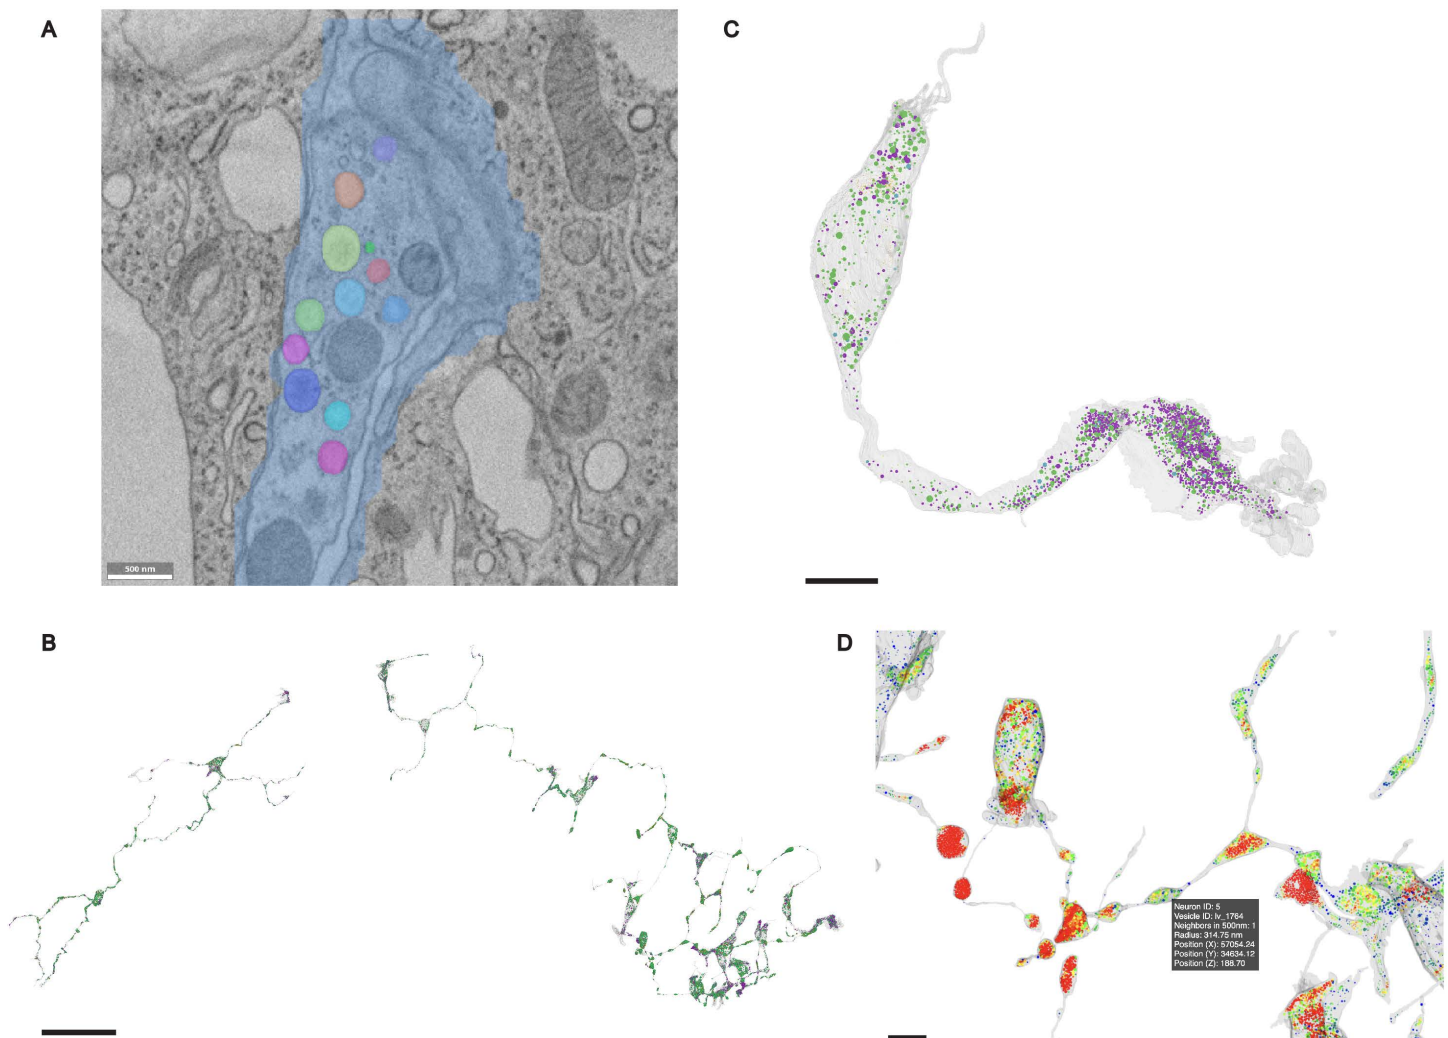 A
C
500 nm
B
D
Neuron ID: 5
Vesicle ID: lv_1764
Neighbors in 500nm: 1
Radius: 314.75 nm
Position (X): 57054.24
Position (Y): 34634.12
Position (Z): 188.70